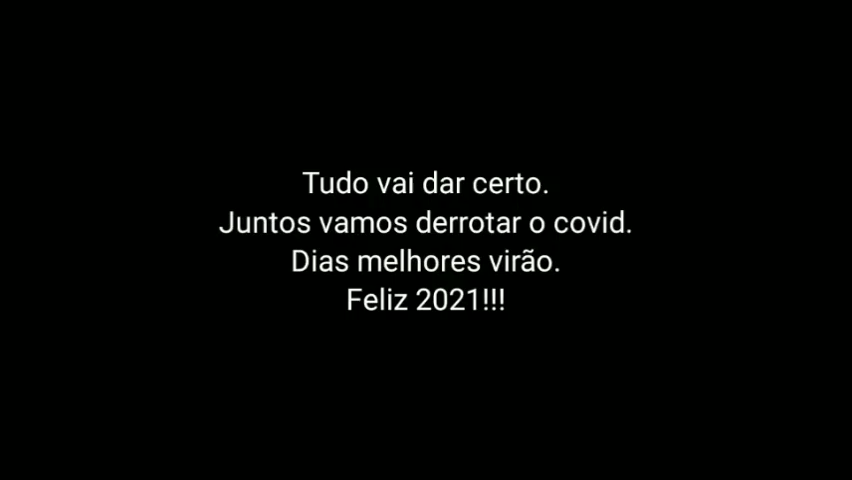 Tudo vai dar certo.
Juntos vamos derrotar o covid.
Dias melhores virão.
Feliz 2021!!!